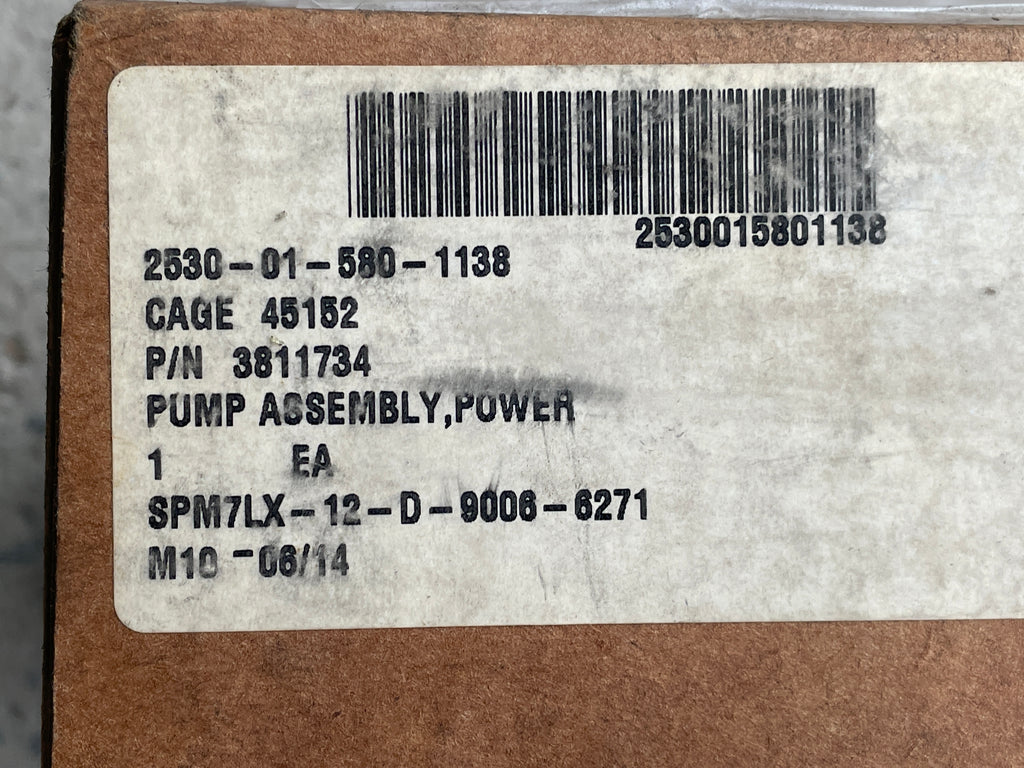 2530015801138
2530-01-580-1138
CAGE 45152
P/N 3811734
PUMP ASSEMBLY,POWER
1 EA
SPM7LX-12-D-9006-6271
M10-06/14